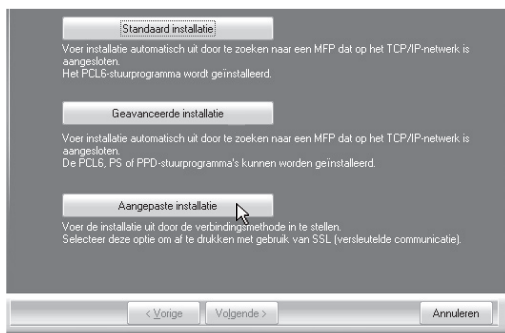 Standaard installatie
Voer installatie automatisch uit door te zoeken naar een MFP dat op het TCP/IP-netwerk is
aangesloten.
Het PCL6-stuurprogramma wordt geïnstalleerd.
Geavanceerde installatie
Voer installatie automatisch uit door te zoeken naar een MFP dat op het TCP/IP-netwerk is
aangesloten.
De PCL6, PS of PPD-stuurprogramma's kunnen worden geïnstalleerd.
Aangepaste installatie
Voer de installatie uit door de verbindingsmethode in te stellen.
Selecteer deze optie om af te drukken met gebruik van SSL (versleutelde communicatie).
< Vorige
Volgende >
Annuleren